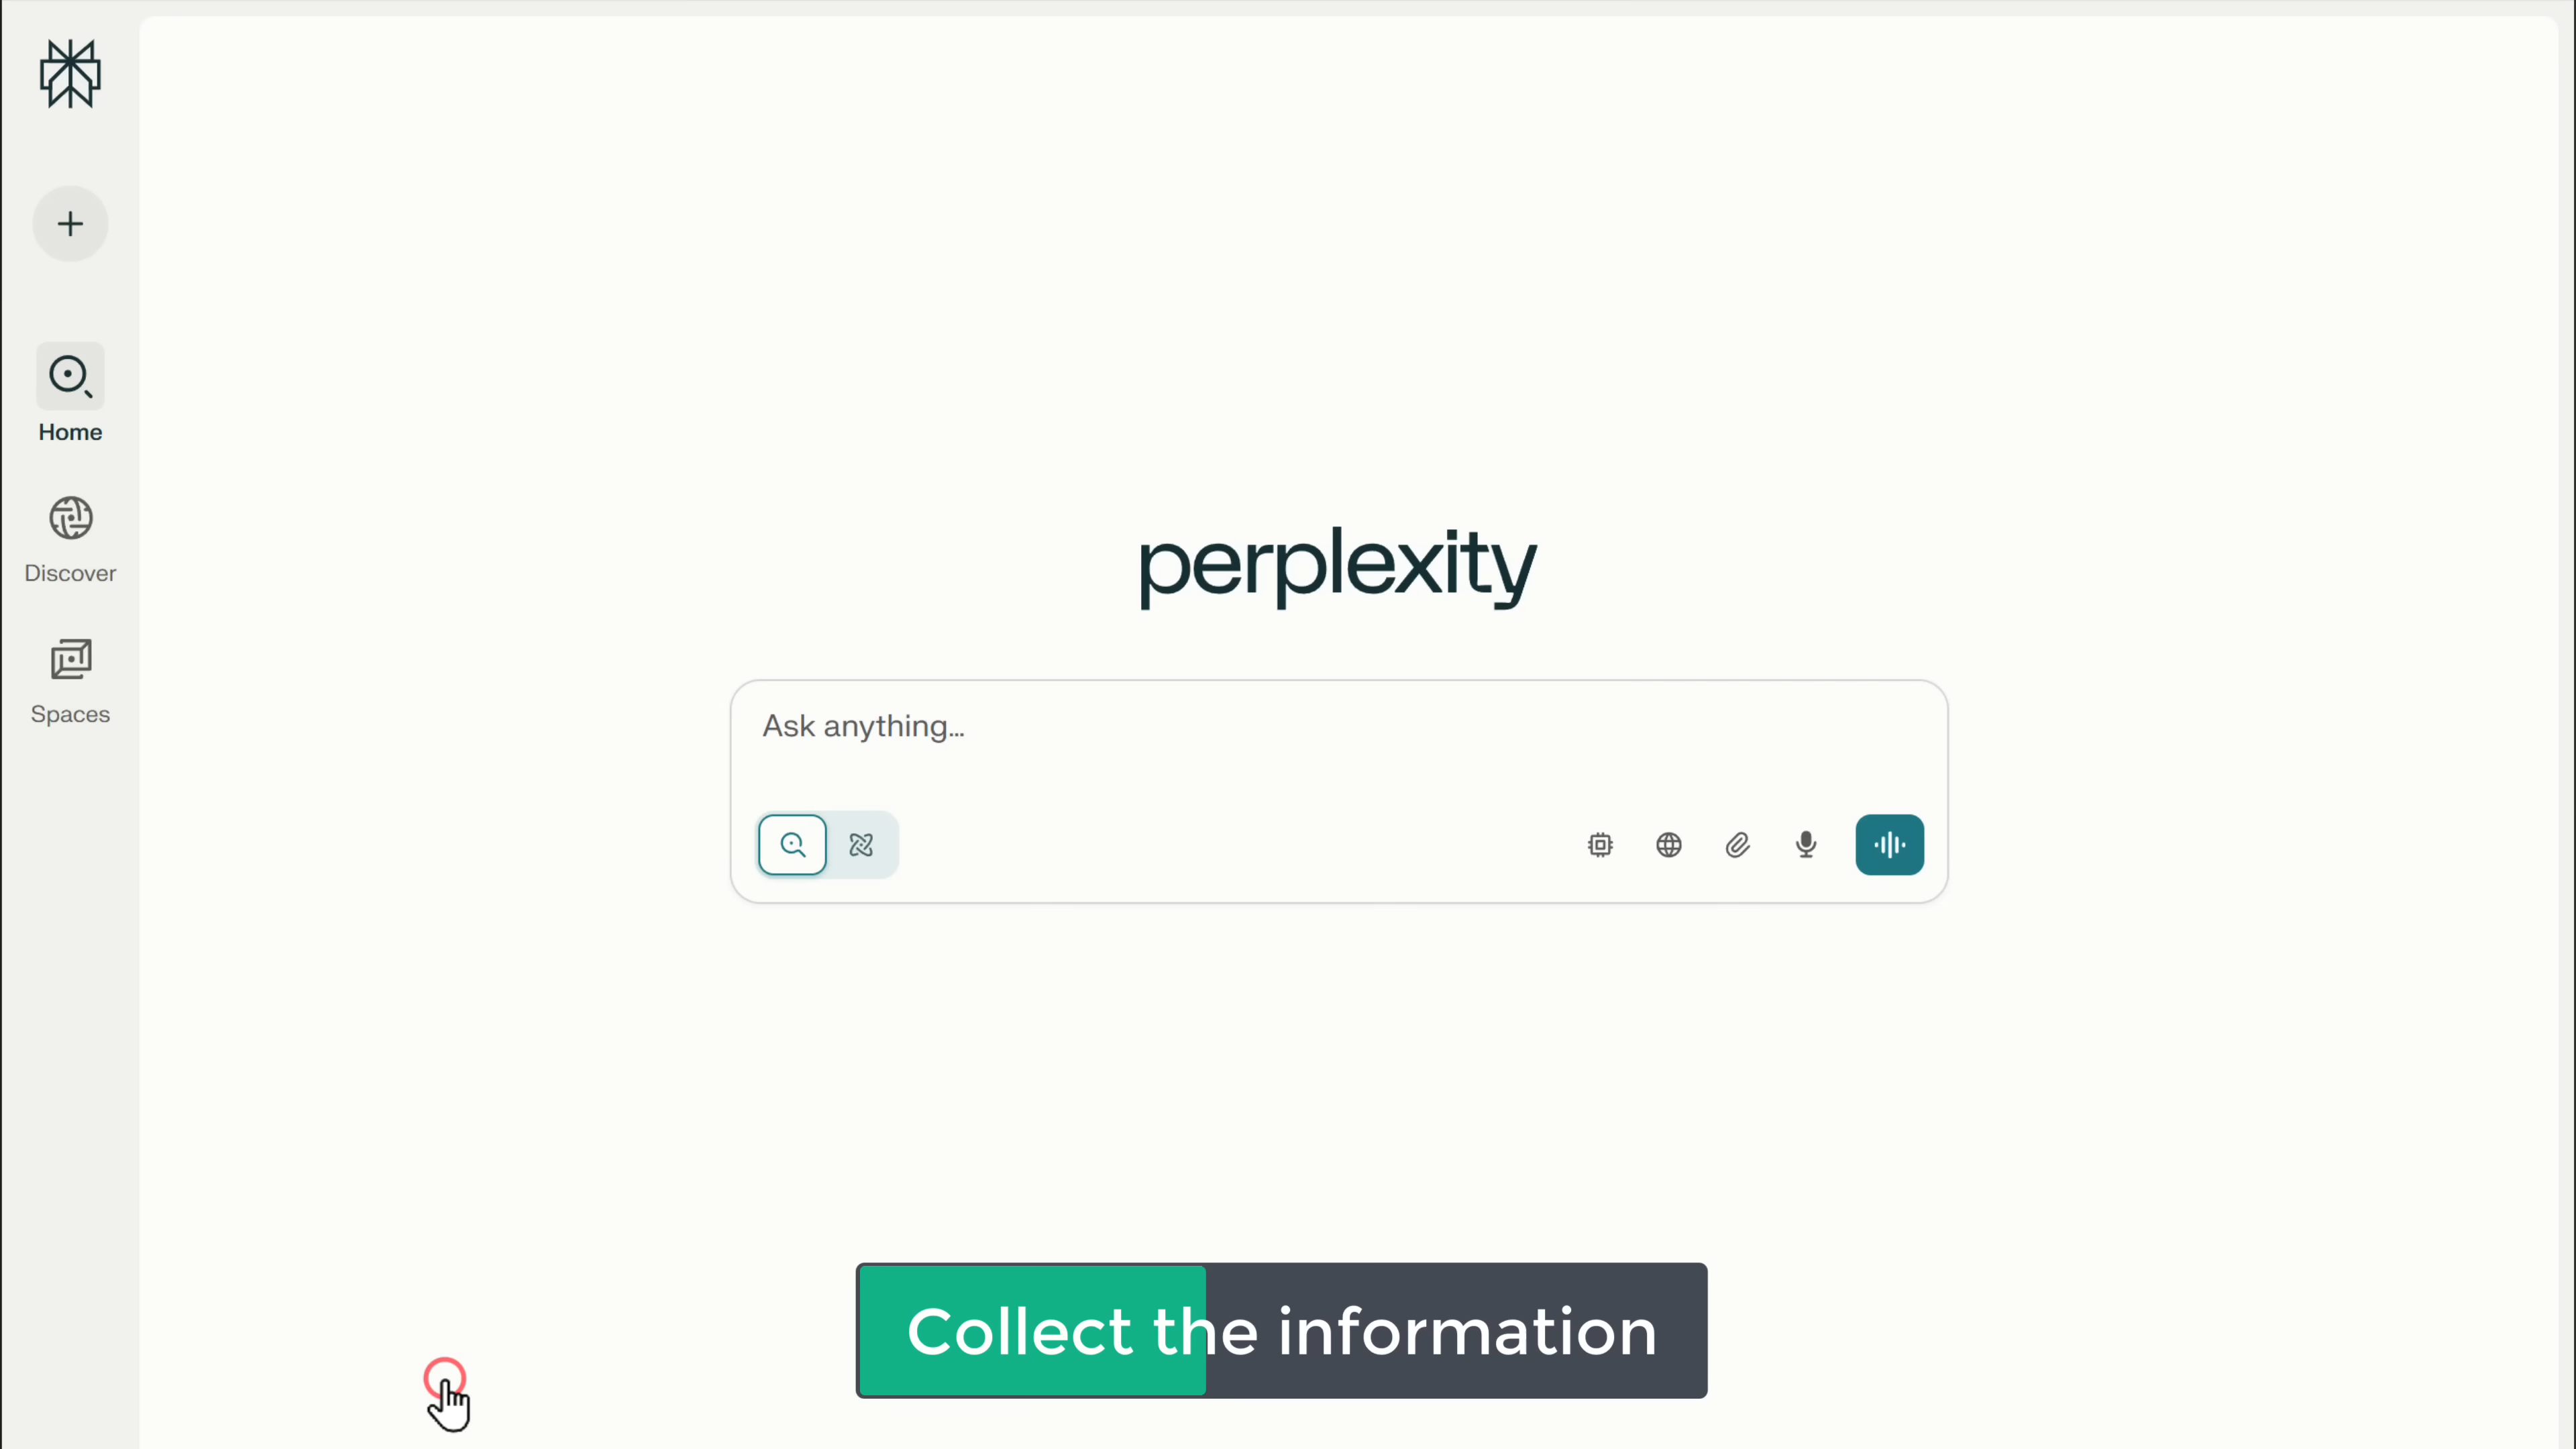 Home
Discover
Spaces
perplexity
Ask anything...
Collect the information